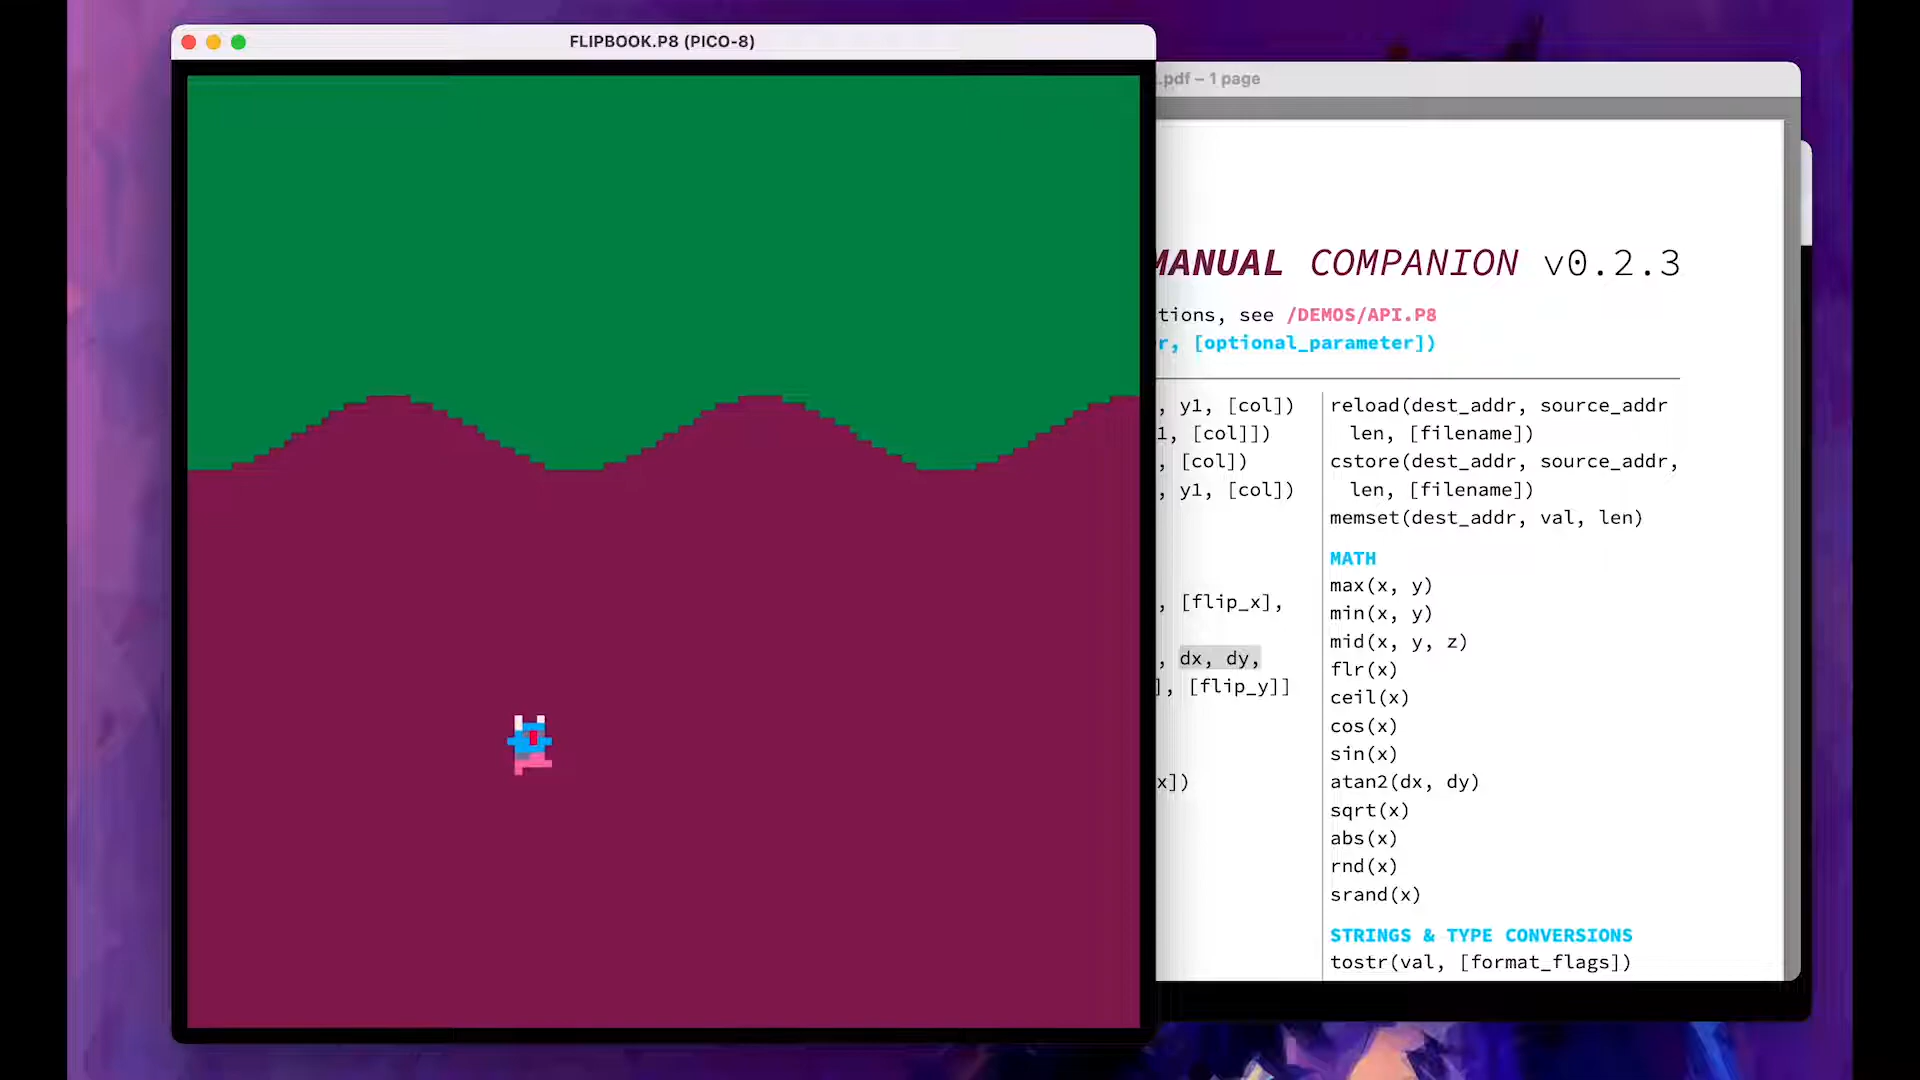 FLIPBOOK.P8 (PICO-8)
.pdf – 1 page
MANUAL COMPANION v0.2.3
tions, see /DEMOS/API.P8
r, [optional_parameter])
, y1, [col])
1, [col]])
, [col])
, y1, [col])
, [flip_x],
, dx, dy,
], [flip_y]]
x])
reload(dest_addr, source_addr
len, [filename])
cstore(dest_addr, source_addr,
len, [filename])
memset(dest_addr, val, len)
MATH
max(x, y)
min(x, y)
mid(x, y, z)
flr(x)
ceil(x)
cos(x)
sin(x)
atan2(dx, dy)
sqrt(x)
abs(x)
rnd(x)
srand(x)
STRINGS & TYPE CONVERSIONS
tostr(val, [format_flags])